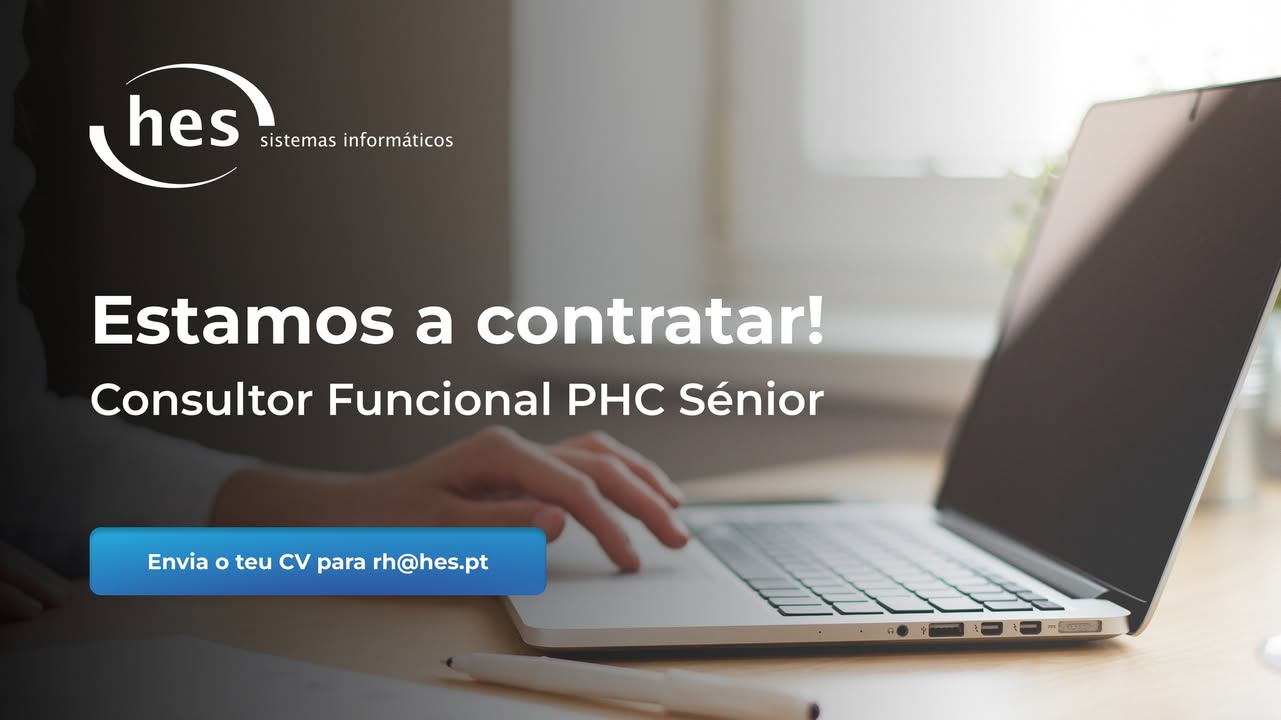 hes
sistemas informáticos
Estamos a contratar!
Consultor Funcional PHC Sénior
Envia o teu CV para rh@hes.pt